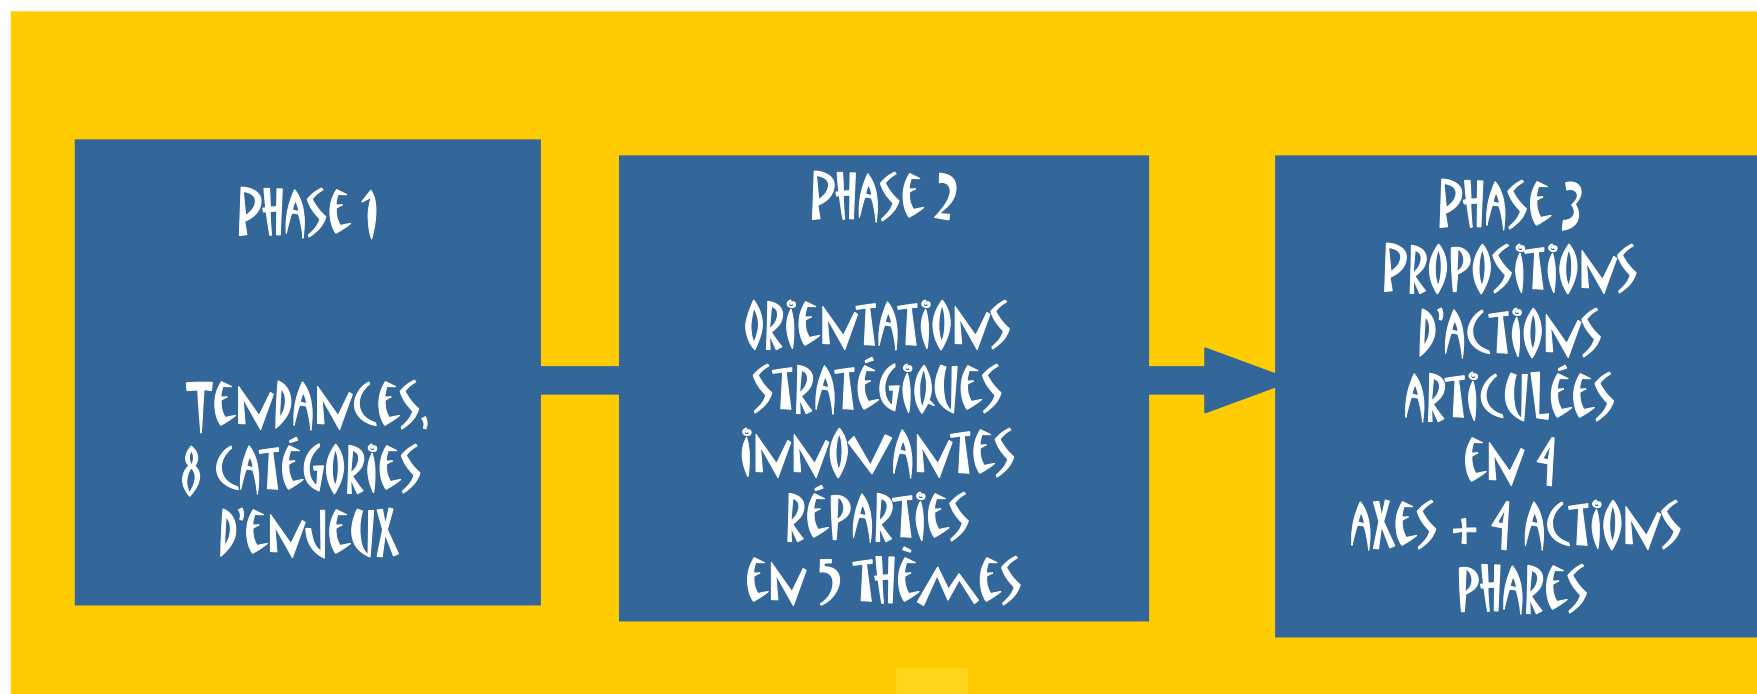 PHASE 1
TENDANCES,
8 CATÉGORIES
D'ENJEUX
PHASE 2
ORIENTATIONS
STRATÉGIQUES
INNOVANTES
RÉPARTIES
EN 5 THÈMES
PHASE 3
PROPOSITIONS
D'ACTIONS
ARTICULÉES
EN 4
AXES + 4 ACTIONS
PHARES